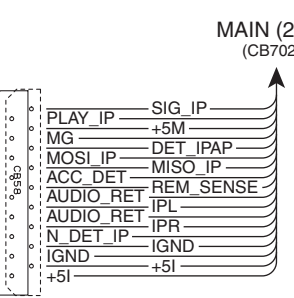 MAIN (2
(CB702
SIG_IP
PLAY_IP
+5M
MG
DET_IPAP
MOSI_IP
MISO_IP
ACC_DET
REM_SENSE
AUDIO_RET
IPL
AUDIO_RET
IPR
N_DET_IP
IGND
IGND
+5I
+5I
CB5B